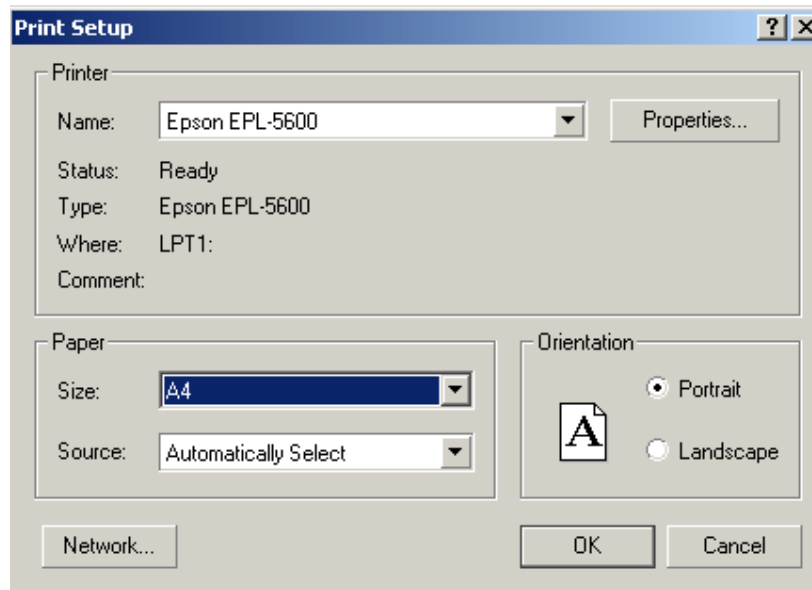 Print Setup
Printer
Name: Epson EPL-5600 Properties...
Status: Ready
Type: Epson EPL-5600
Where: LPT1:
Comment:
Paper
Size: A4
Source: Automatically Select
Orientation
A
Portrait
Landscape
Network... OK Cancel